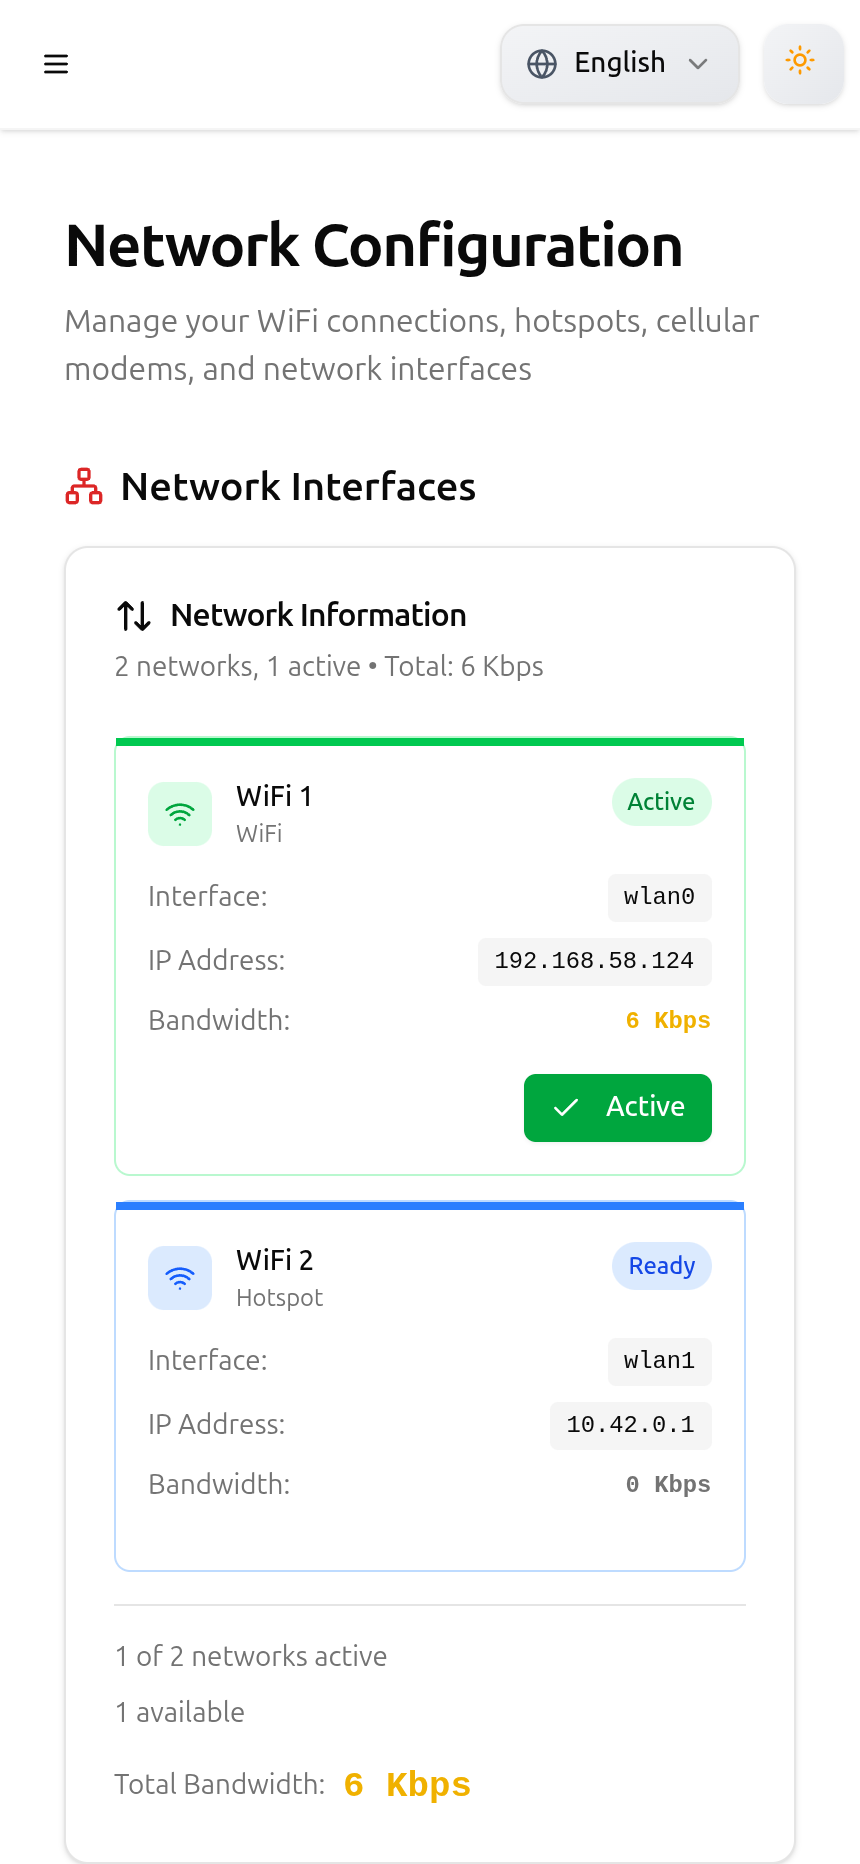 English
Network Configuration
Manage your WiFi connections, hotspots, cellular
modems, and network interfaces
Network Interfaces
Network Information
2 networks, 1 active • Total: 6 Kbps
WiFi 1
WiFi
Active
Interface:
wlan0
IP Address:
192.168.58.124
Bandwidth:
6 Kbps
Active
WiFi 2
Hotspot
Ready
Interface:
wlan1
IP Address:
10.42.0.1
Bandwidth:
0 Kbps
1 of 2 networks active
1 available
Total Bandwidth: 6 Kbps